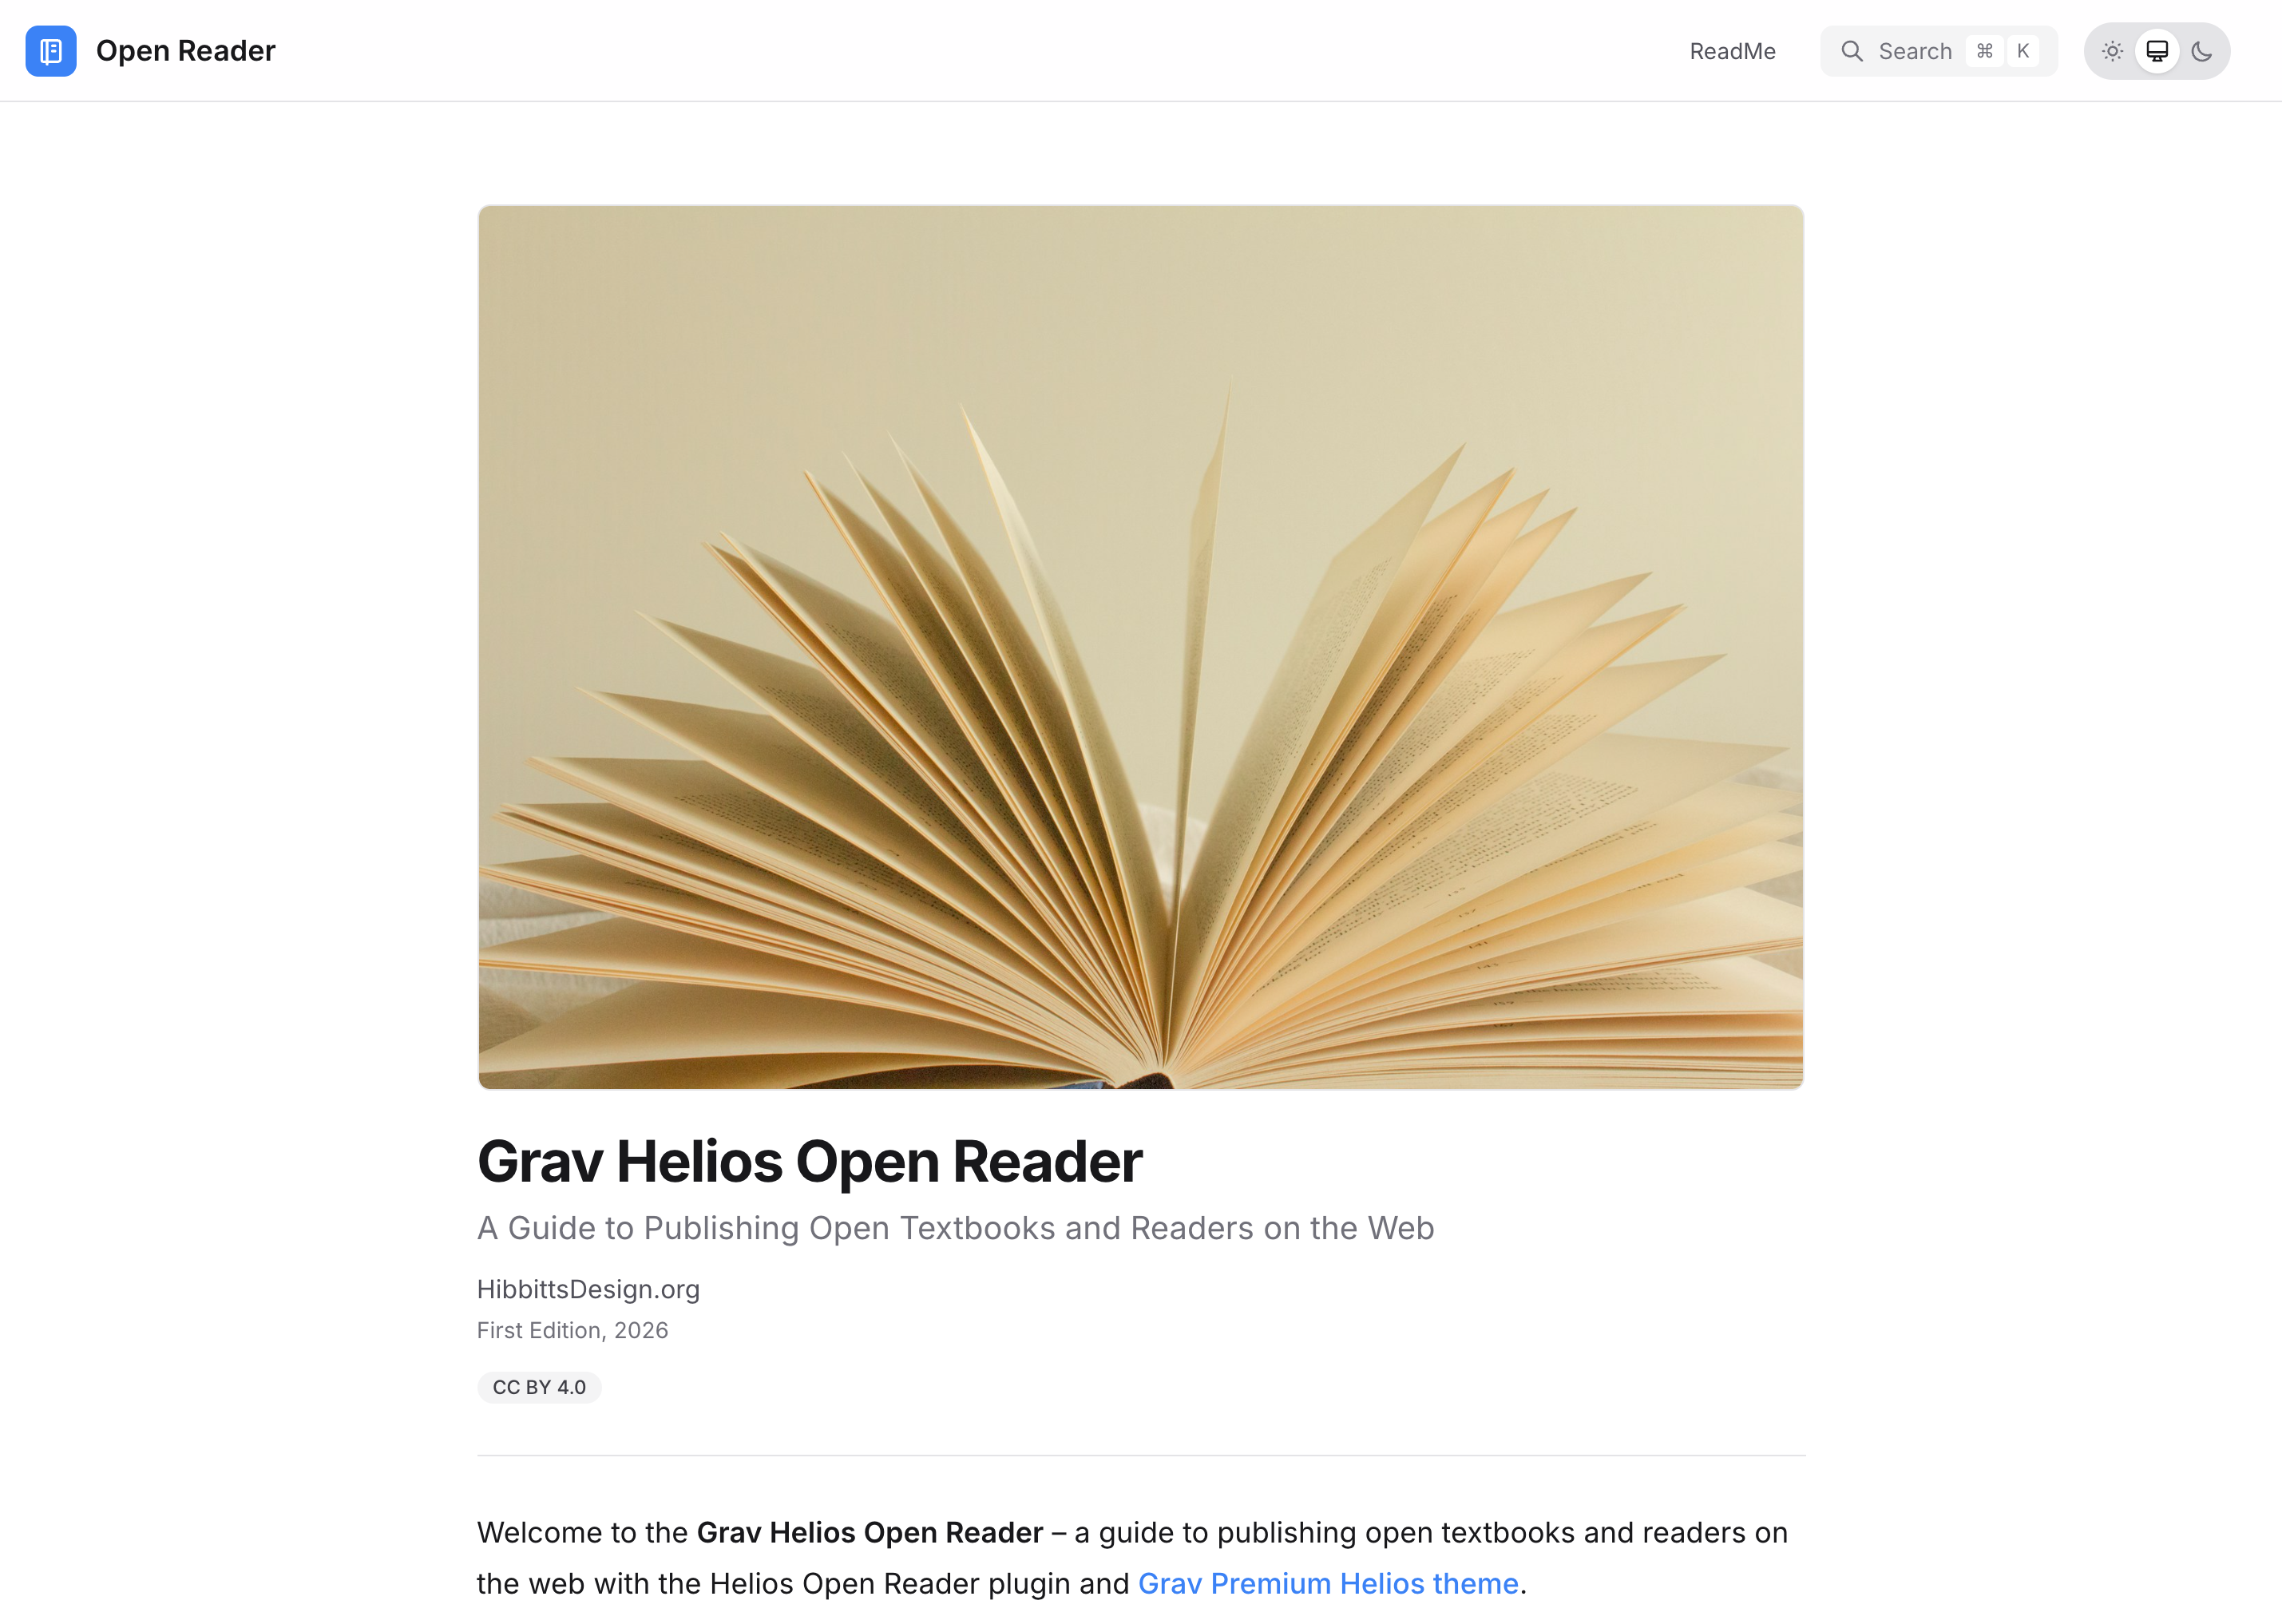 Open Reader
ReadMe
Search ⌘ K
Grav Helios Open Reader
A Guide to Publishing Open Textbooks and Readers on the Web
HibbittsDesign.org
First Edition, 2026
CC BY 4.0
Welcome to the Grav Helios Open Reader – a guide to publishing open textbooks and readers on
the web with the Helios Open Reader plugin and Grav Premium Helios theme.